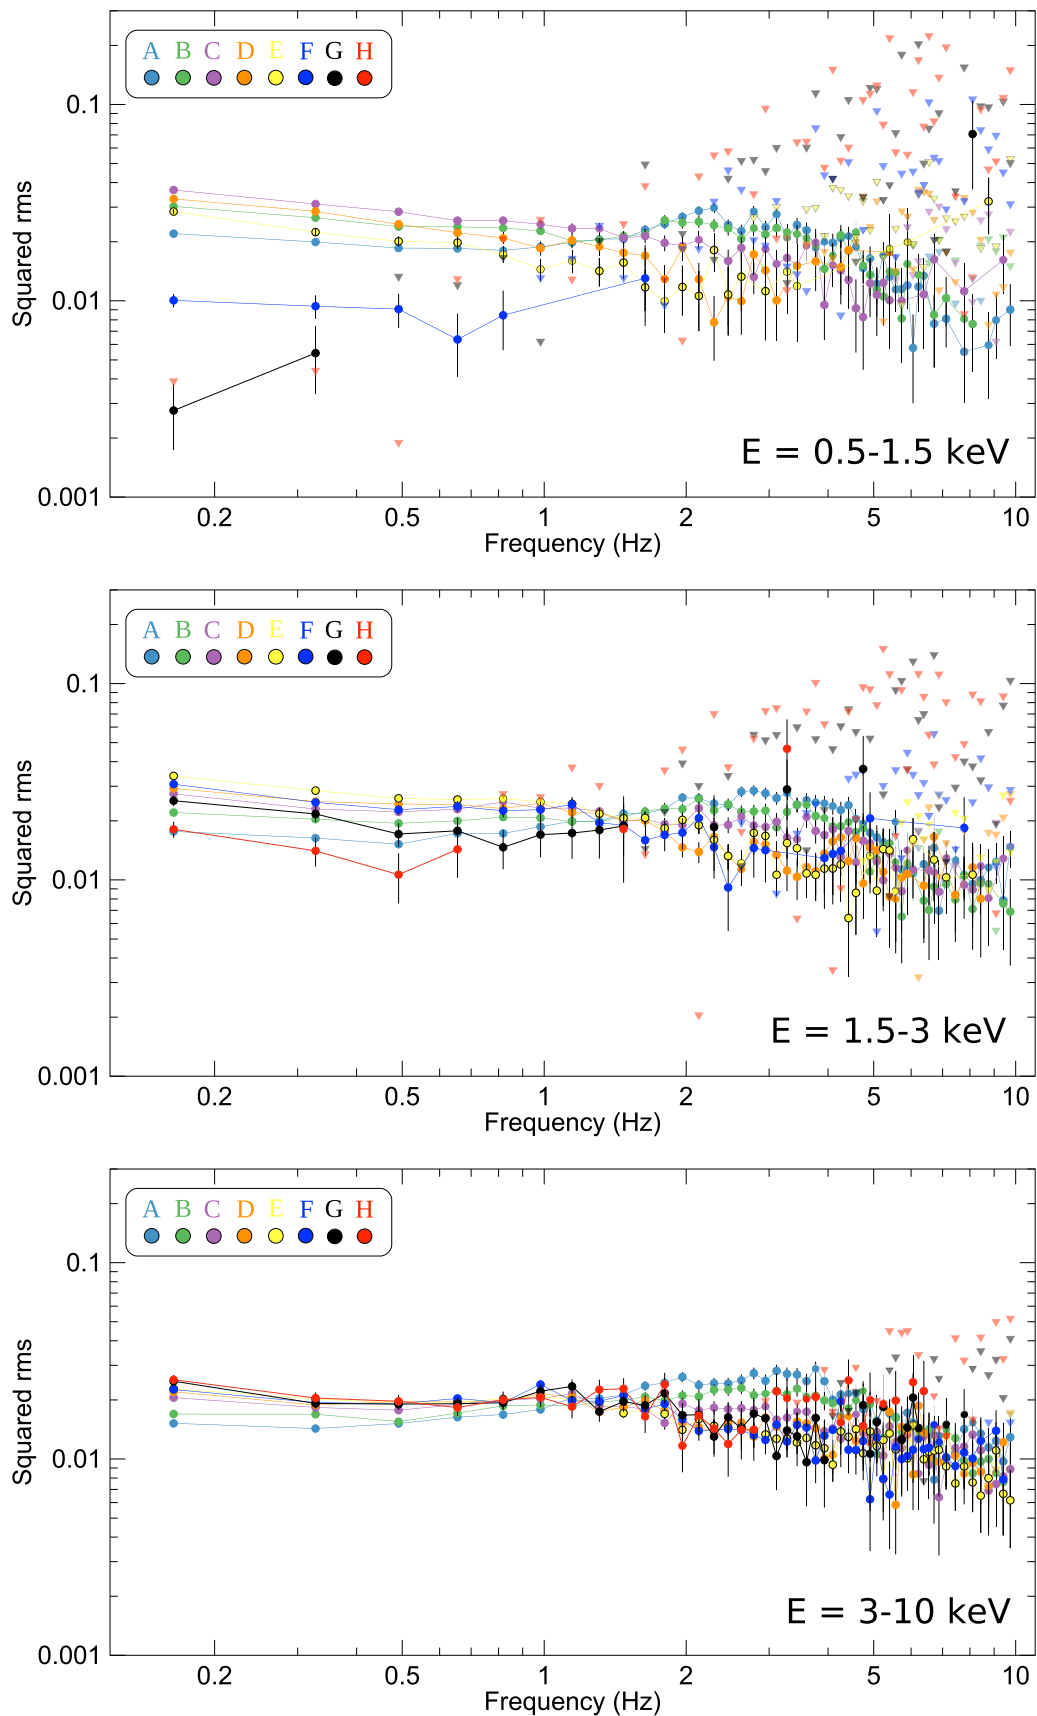 A B C D E F G H
0.1
0.01
0.001
Squared rms
E = 0.5-1.5 keV
0.2 0.5 1 2 5 10
Frequency (Hz)
A B C D E F G H
0.1
0.01
0.001
Squared rms
E = 1.5-3 keV
0.2 0.5 1 2 5 10
Frequency (Hz)
A B C D E F G H
0.1
0.01
0.001
Squared rms
E = 3-10 keV
0.2 0.5 1 2 5 10
Frequency (Hz)